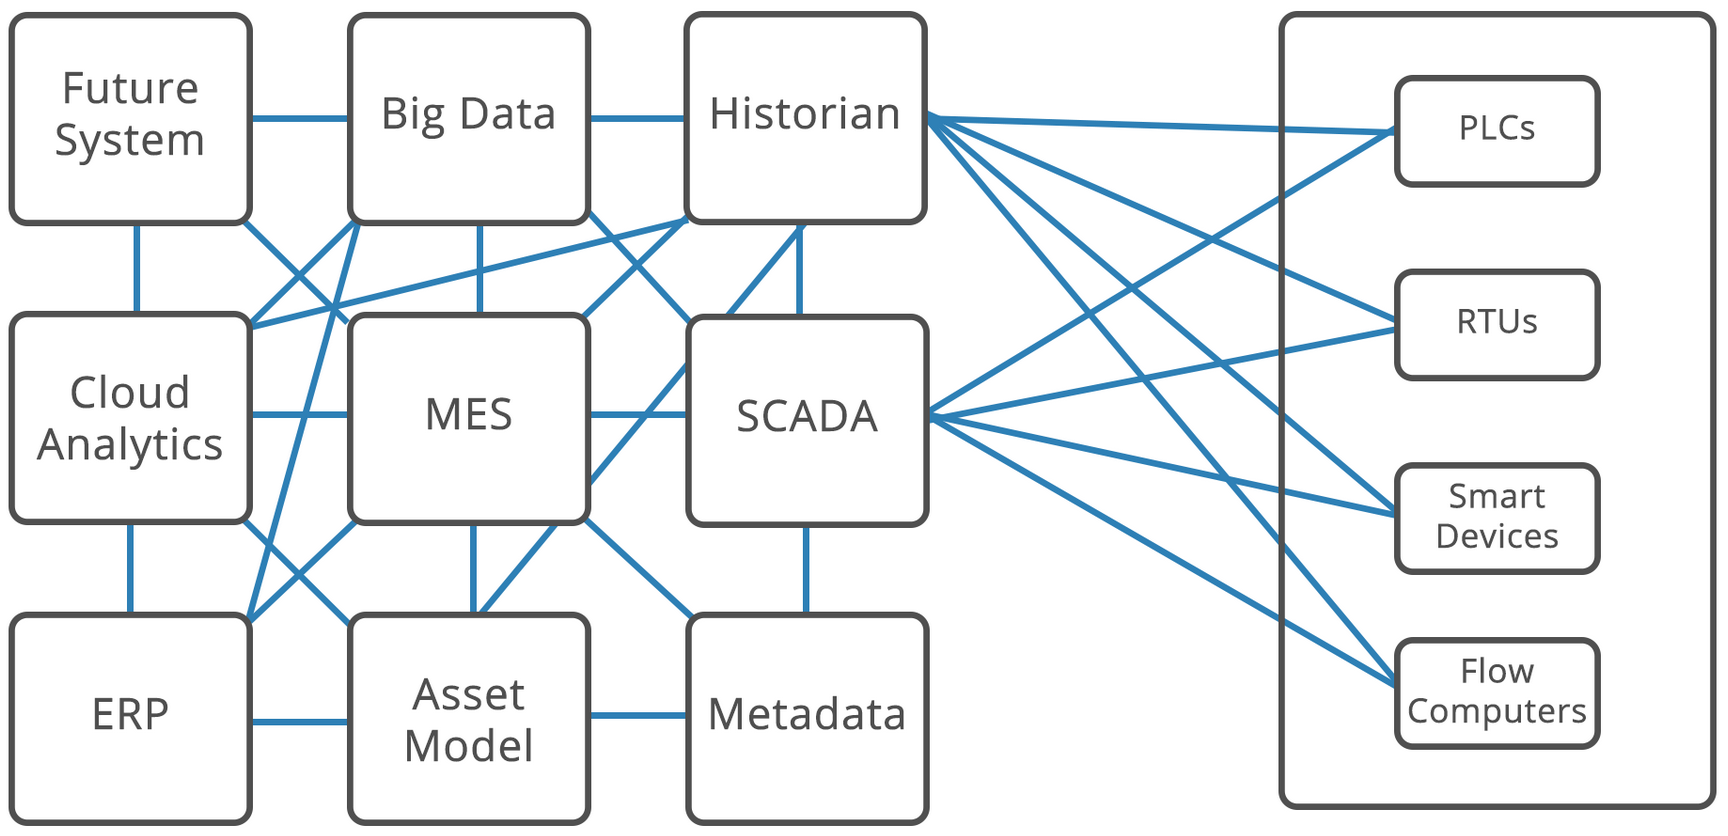 Future
System
Big Data
Historian
PLCs
RTUs
Cloud
Analytics
MES
SCADA
Smart
Devices
ERP
Asset
Model
Metadata
Flow
Computers